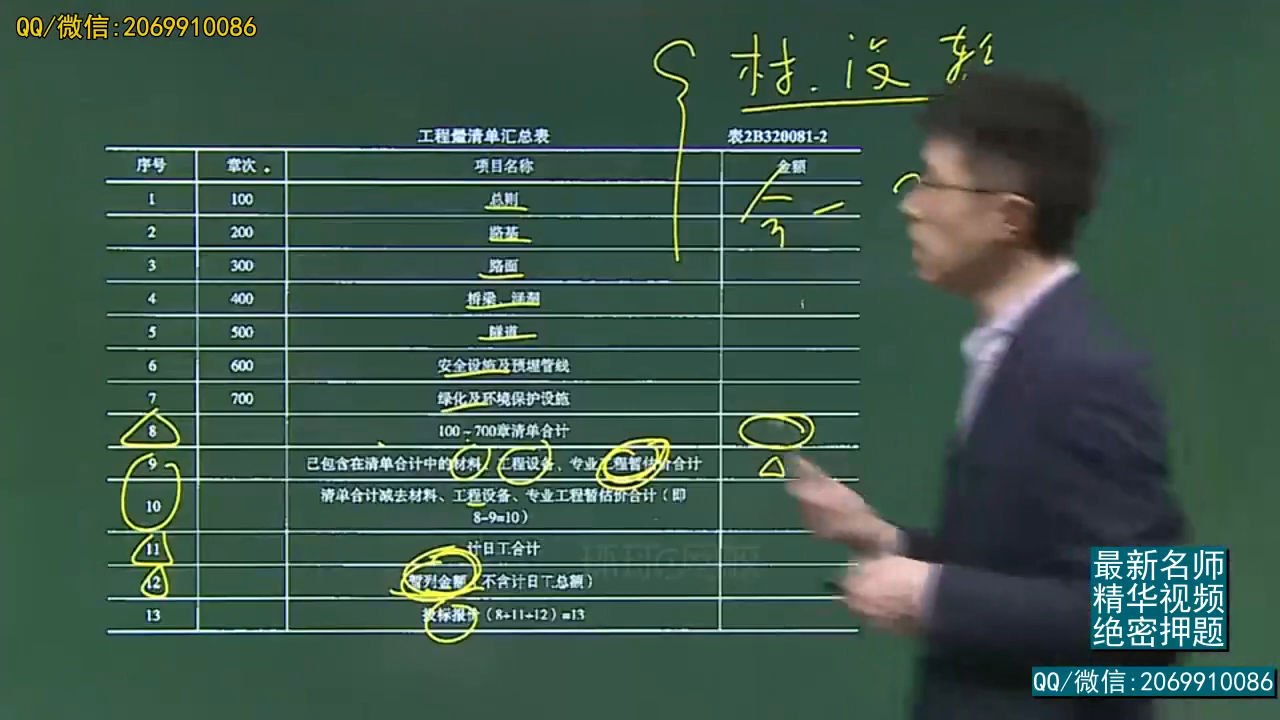 QQ/微信:2069910086
材.设
工程量清单汇总表 表2B320081-2
序号 章次 项目名称 金额
1 100 总则
2 200 路基
3 300 路面
4 400 桥梁、涵洞
5 500 隧道
6 600 安全设施及预埋管线
7 700 绿化及环境保护设施
8 100~700章清单合计
9 已包含在清单合计中的材料、工程设备、专业工程暂估价合计
10 清单合计减去材料、工程设备、专业工程暂估价合计(即
8-9=10)
11 计日工合计
12 暂列金额(不含计日工总额)
13 投标报价(8+11+12)=13
最新名师
精华视频
绝密押题
QQ/微信:2069910086